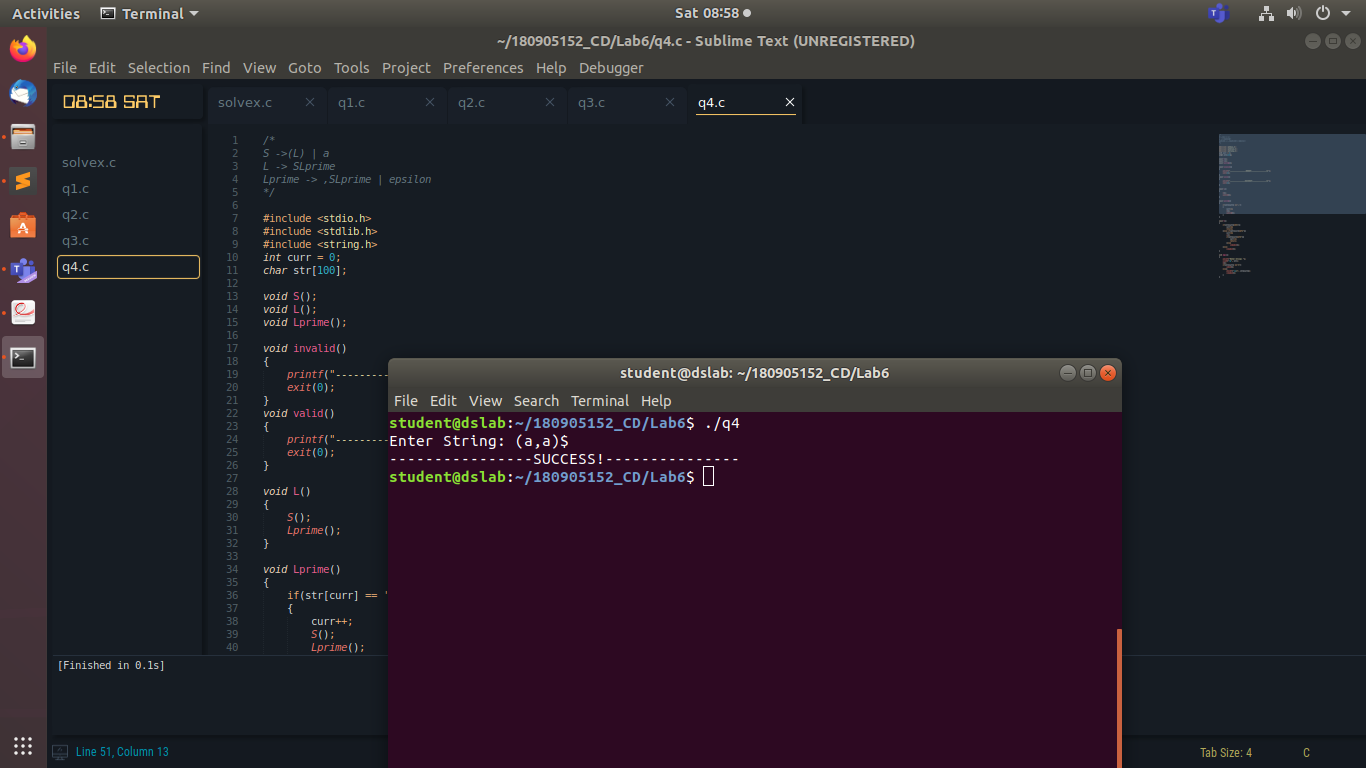 Activities Terminal Sat 08:58
~/180905152_CD/Lab6/q4.c - Sublime Text (UNREGISTERED)
File Edit Selection Find View Goto Tools Project Preferences Help Debugger
08:58 SAT
solvex.c q1.c q2.c q3.c q4.c
solvex.c
q1.c
q2.c
q3.c
q4.c
1 /*
2 S ->(L) | a
3 L -> SLprime
4 Lprime -> ,SLprime | epsilon
5 */
6
7 #include <stdio.h>
8 #include <stdlib.h>
9 #include <string.h>
10 int curr = 0;
11 char str[100];
12
13 void S();
14 void L();
15 void Lprime();
16
17 void invalid()
18 {
19 printf("---------
20 exit(0);
21 }
22 void valid()
23 {
24 printf("---------
25 exit(0);
26 }
27
28 void L()
29 {
30 S();
31 Lprime();
32 }
33
34 void Lprime()
35 {
36 if(str[curr] == '
37 {
38 curr++;
39 S();
40 Lprime();
student@dslab: ~/180905152_CD/Lab6
File Edit View Search Terminal Help
student@dslab:~/180905152_CD/Lab6$ ./q4
Enter String: (a,a)$
----------------SUCCESS!---------------
student@dslab:~/180905152_CD/Lab6$
[Finished in 0.1s]
Line 51, Column 13 Tab Size: 4 C